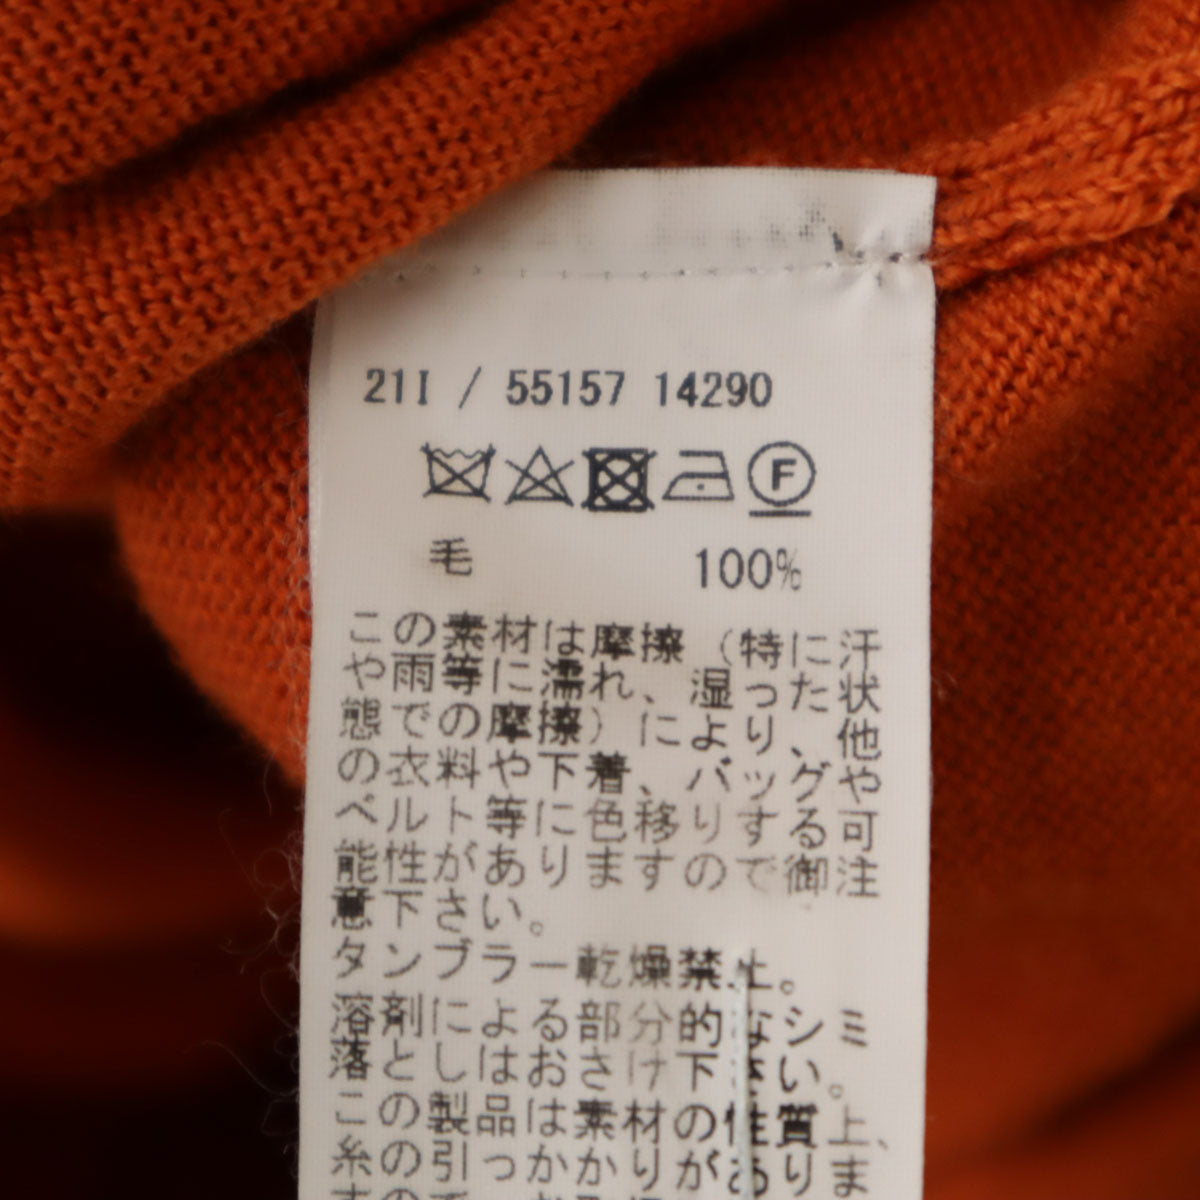 21I / 55157 14290
F
毛 100%
この素材は摩擦（特に汗
や雨等に濡れ、湿った状
態での摩擦）により、他
の衣料や下着、バッグや
ベルト等に色移りする可
能性がありますので御注
意下さい。
タンブラー乾燥禁止。
溶剤による部分的なシミ
落としはおさけ下さい。
この製品は素材の性質上、
糸の引っかかりがありま